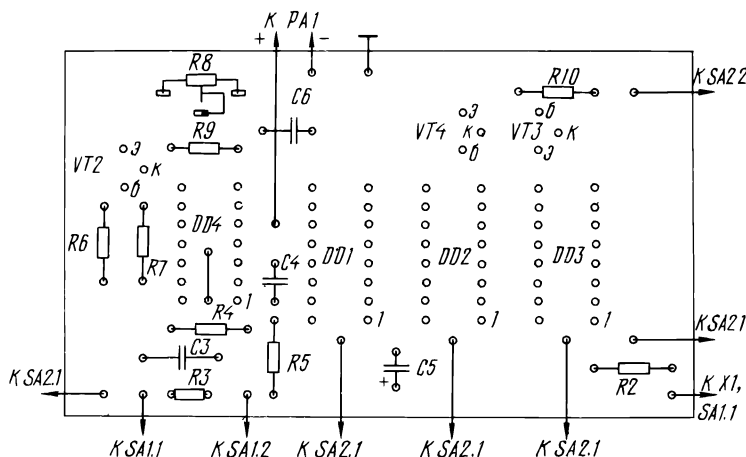 К РА1
+ -
R8
C6
R10
К SA2.2
R9
VT2
э
к
б
VT4
э
к
б
VT3
б
к
э
R6
R7
DD4
C4
DD1
DD2
DD3
1
1
1
1
R4
C3
R5
C5
+
R2
R3
К SA2.1
К SA2.1
К X1,
SA1.1
К SA1.1
К SA1.2
К SA2.1
К SA2.1
К SA2.1